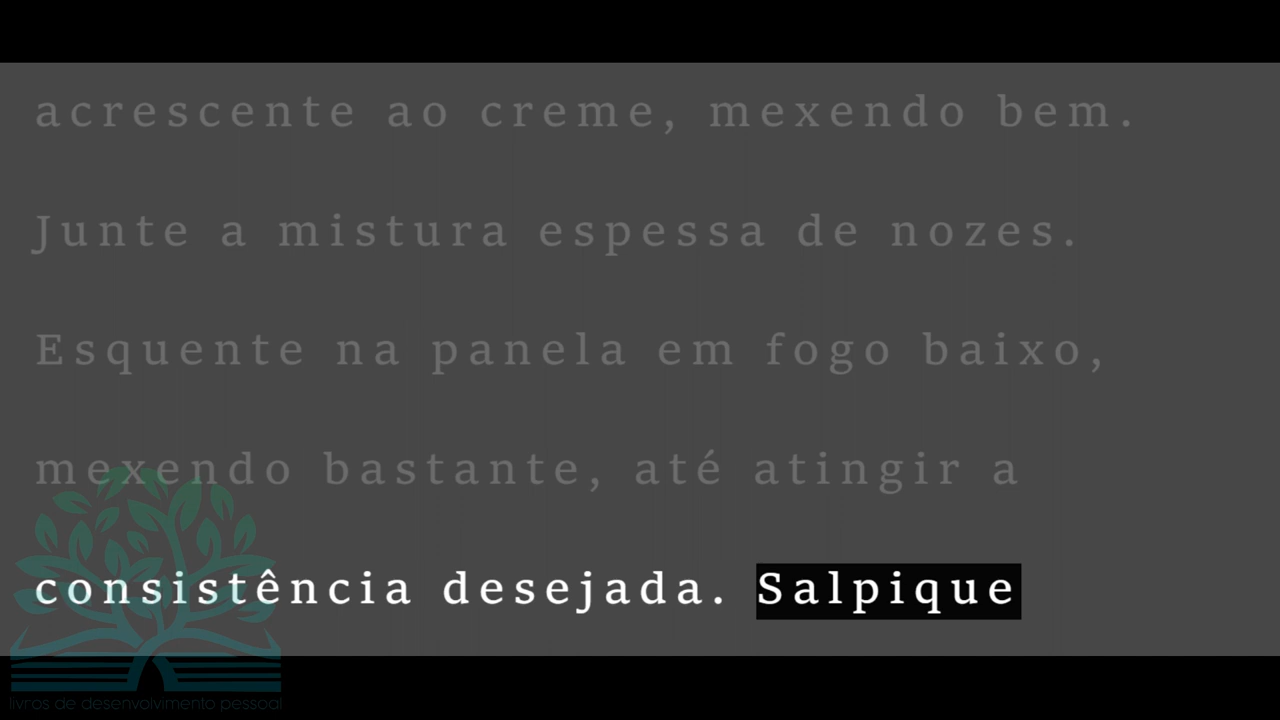 acrescente ao creme, mexendo bem.
Junte a mistura espessa de nozes.
Esquente na panela em fogo baixo,
mexendo bastante, até atingir a
consistência desejada. Salpique
livros de desenvolvimento pessoal